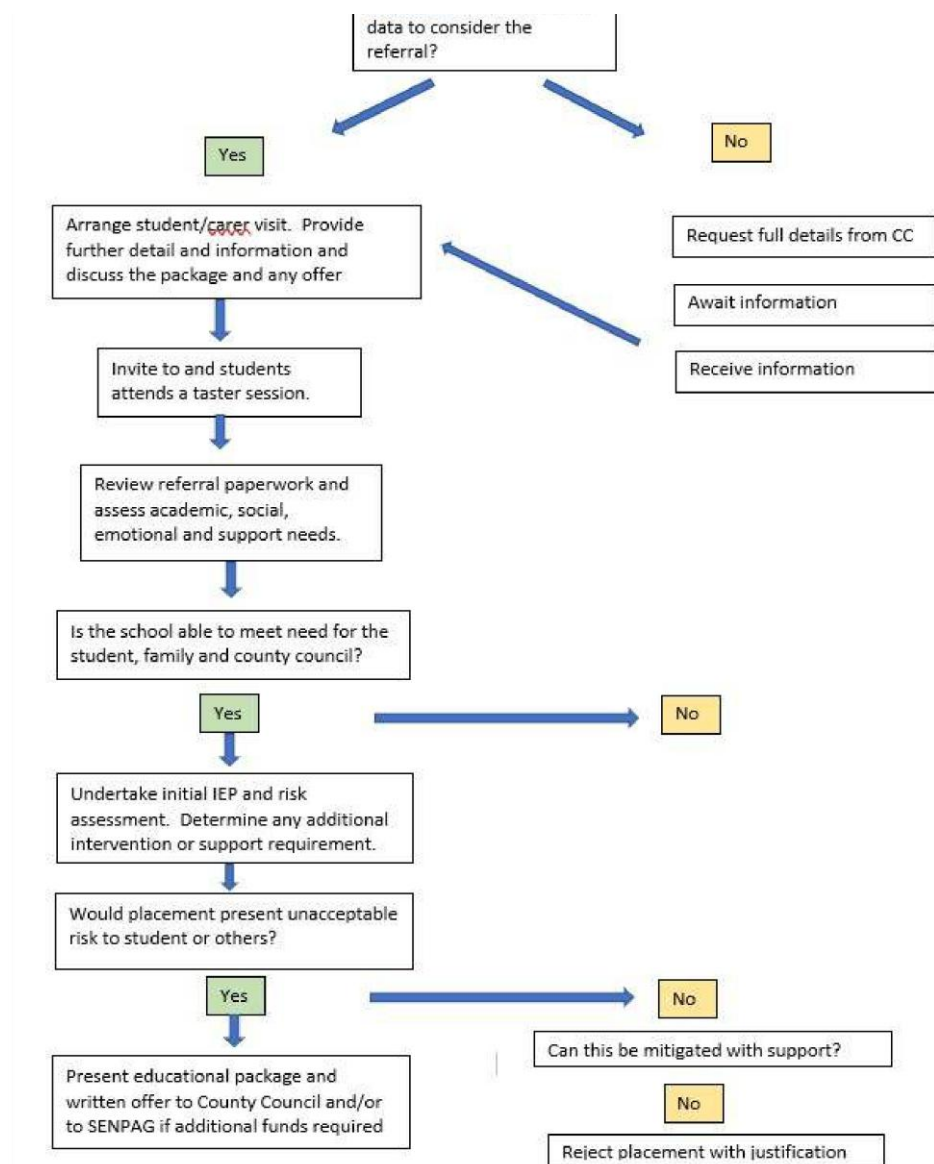 data to consider the
referral?
Yes
No
Arrange student/carer visit.  Provide
further detail and information and
discuss the package and any offer
Request full details from CC
Await information
Receive information
Invite to and students
attends a taster session.
Review referral paperwork and
assess academic, social,
emotional and support needs.
Is the school able to meet need for the
student, family and county council?
Yes
No
Undertake initial IEP and risk
assessment.  Determine any additional
intervention or support requirement.
Would placement present unacceptable
risk to student or others?
Yes
No
Can this be mitigated with support?
Present educational package and
written offer to County Council and/or
to SENPAG if additional funds required
No
Reject placement with justification